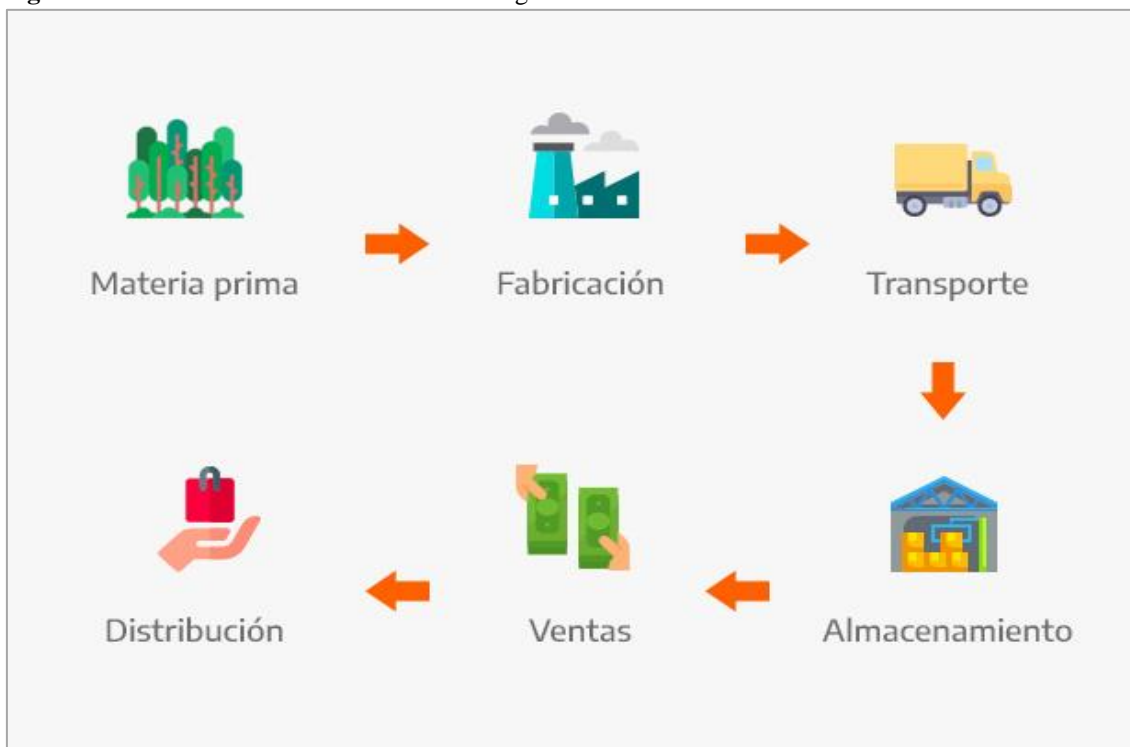 Materia prima
Fabricación
Transporte
Almacenamiento
Ventas
Distribución